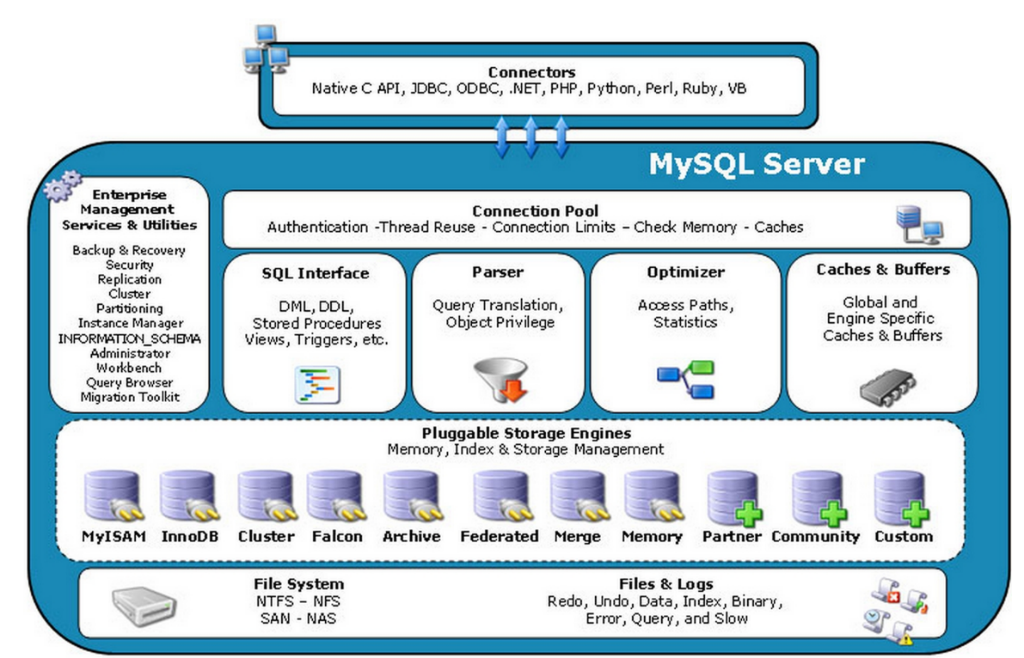 Connectors
Native C API, JDBC, ODBC, .NET, PHP, Python, Perl, Ruby, VB
MySQL Server
Enterprise
Management
Services & Utilities
Backup & Recovery
Security
Replication
Cluster
Partitioning
Instance Manager
INFORMATION_SCHEMA
Administrator
Workbench
Query Browser
Migration Toolkit
Connection Pool
Authentication -Thread Reuse - Connection Limits – Check Memory - Caches
SQL Interface
DML, DDL,
Stored Procedures
Views, Triggers, etc.
Parser
Query Translation,
Object Privilege
Optimizer
Access Paths,
Statistics
Caches & Buffers
Global and
Engine Specific
Caches & Buffers
Pluggable Storage Engines
Memory, Index & Storage Management
MyISAM InnoDB Cluster Falcon Archive Federated Merge Memory Partner Community Custom
File System
NTFS – NFS
SAN - NAS
Files & Logs
Redo, Undo, Data, Index, Binary,
Error, Query, and Slow